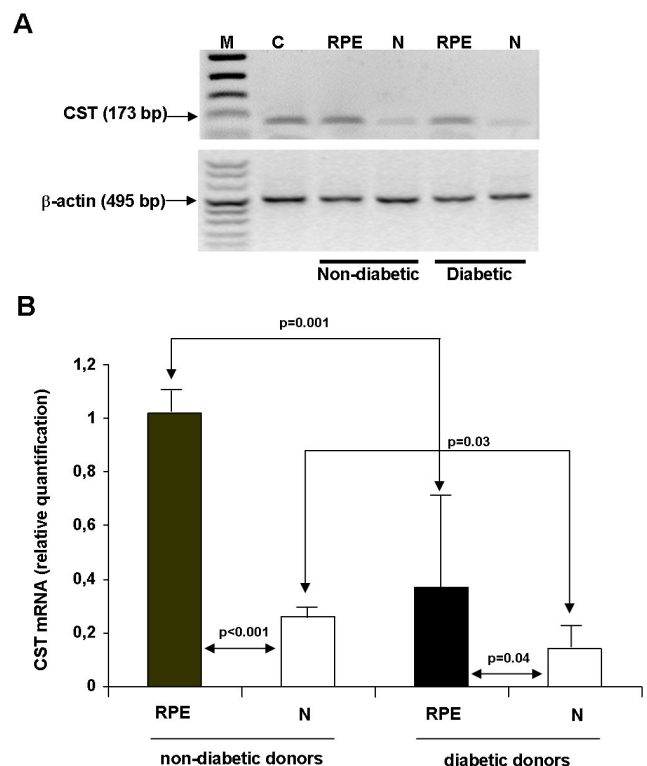 A
M C RPE N RPE N
CST (173 bp)
β-actin (495 bp)
Non-diabetic Diabetic
B
p=0.001
1,2
1
p=0.03
0,8
0,6
0,4
p<0.001
0,2
p=0.04
0
CST mRNA (relative quantification)
RPE N RPE N
non-diabetic donors diabetic donors